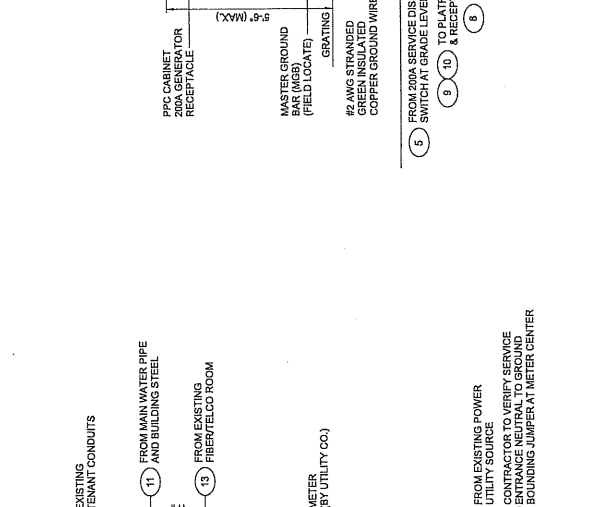 PPC CABINET
200A GENERATOR
RECEPTACLE
5'-6" (MAX.)
MASTER GROUND
BAR (MGB)
(FIELD LOCATE)
GRATING
#2 AWG STRANDED
GREEN INSULATED
COPPER GROUND WIRE
5 FROM 200A SERVICE DIS
SWITCH AT GRADE LEVE
9 10 TO PLATF
& RECEP
8
EXISTING
TENANT CONDUITS
11 FROM MAIN WATER PIPE
AND BUILDING STEEL
13 FROM EXISTING
FIBER/TELCO ROOM
METER
(BY UTILITY CO.)
FROM EXISTING POWER
UTILITY SOURCE
CONTRACTOR TO VERIFY SERVICE
ENTRANCE NEUTRAL TO GROUND
BOUNDING JUMPER AT METER CENTER